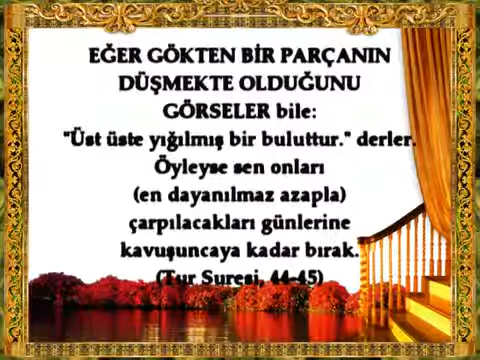 EĞER GÖKTEN BİR PARÇANIN
DÜŞMEKTE OLDUĞUNU
GÖRSELER bile:
"Üst üste yığılmış bir buluttur." derler.
Öyleyse sen onları
(en dayanılmaz azapla)
çarpılacakları günlerine
kavuşuncaya kadar bırak.
(Tur Suresi, 44-45)